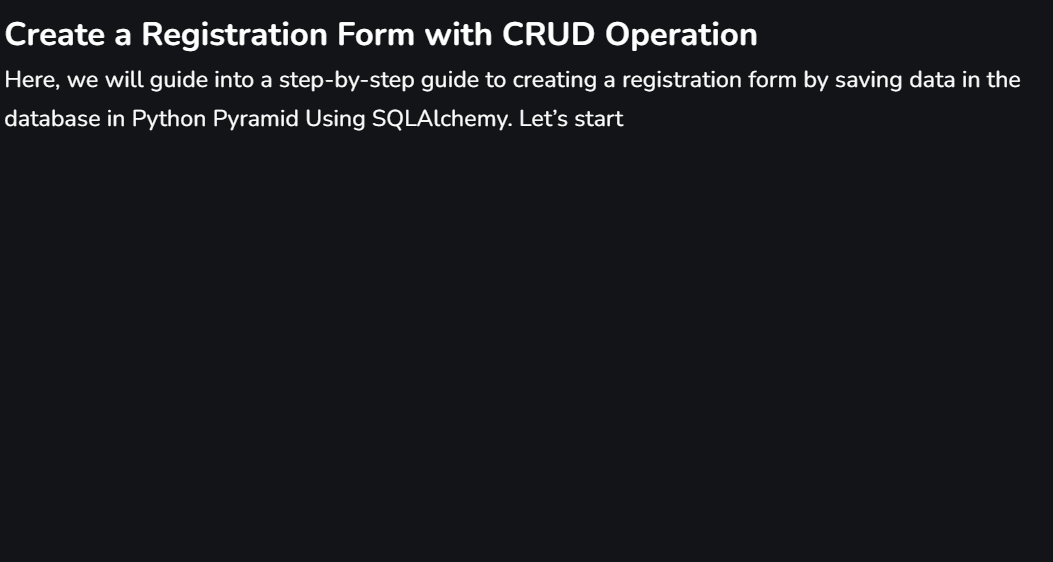 Create a Registration Form with CRUD Operation
Here, we will guide into a step-by-step guide to creating a registration form by saving data in the
database in Python Pyramid Using SQLAlchemy. Let’s start